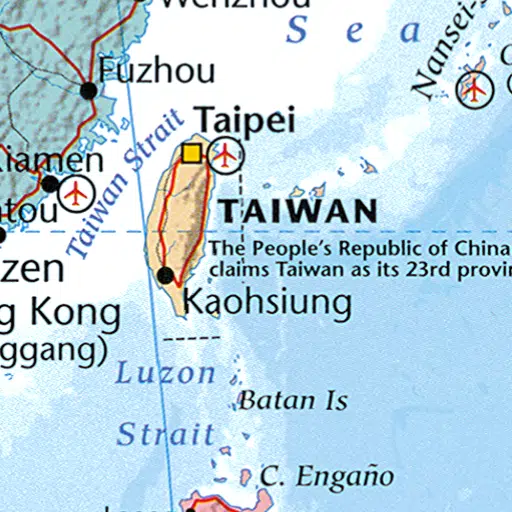 Wenzhou
S e a
Nansei-
Fuzhou
Taipei
Taiwan Strait
Xiamen
tou
TAIWAN
The People's Republic of China
claims Taiwan as its 23rd provin
zen
Kaohsiung
g Kong
ggang)
Luzon
Strait
Batan Is
C. Engaño